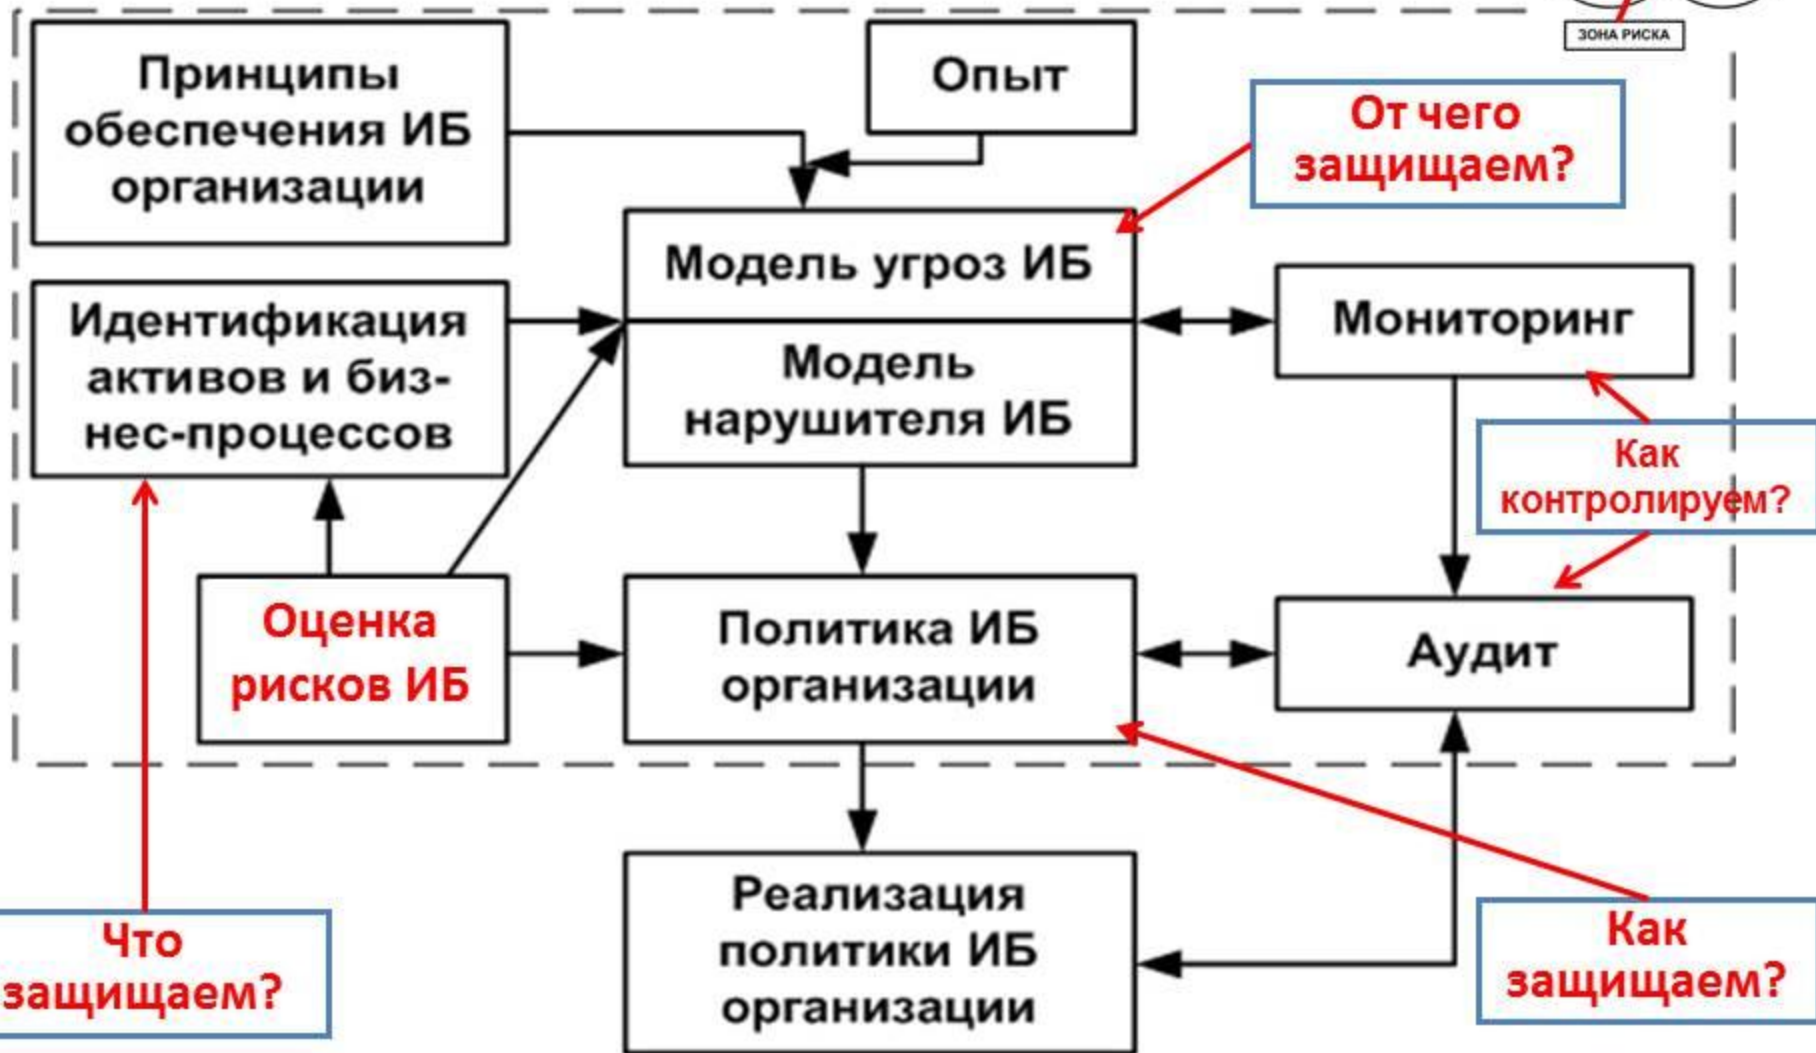 ЗОНА РИСКА
Принципы
обеспечения ИБ
организации
Опыт
От чего
защищаем?
Модель угроз ИБ
Модель
нарушителя ИБ
Идентификация
активов и биз-
нес-процессов
Мониторинг
Как
контролируем?
Оценка
рисков ИБ
Политика ИБ
организации
Аудит
Что
защищаем?
Реализация
политики ИБ
организации
Как
защищаем?